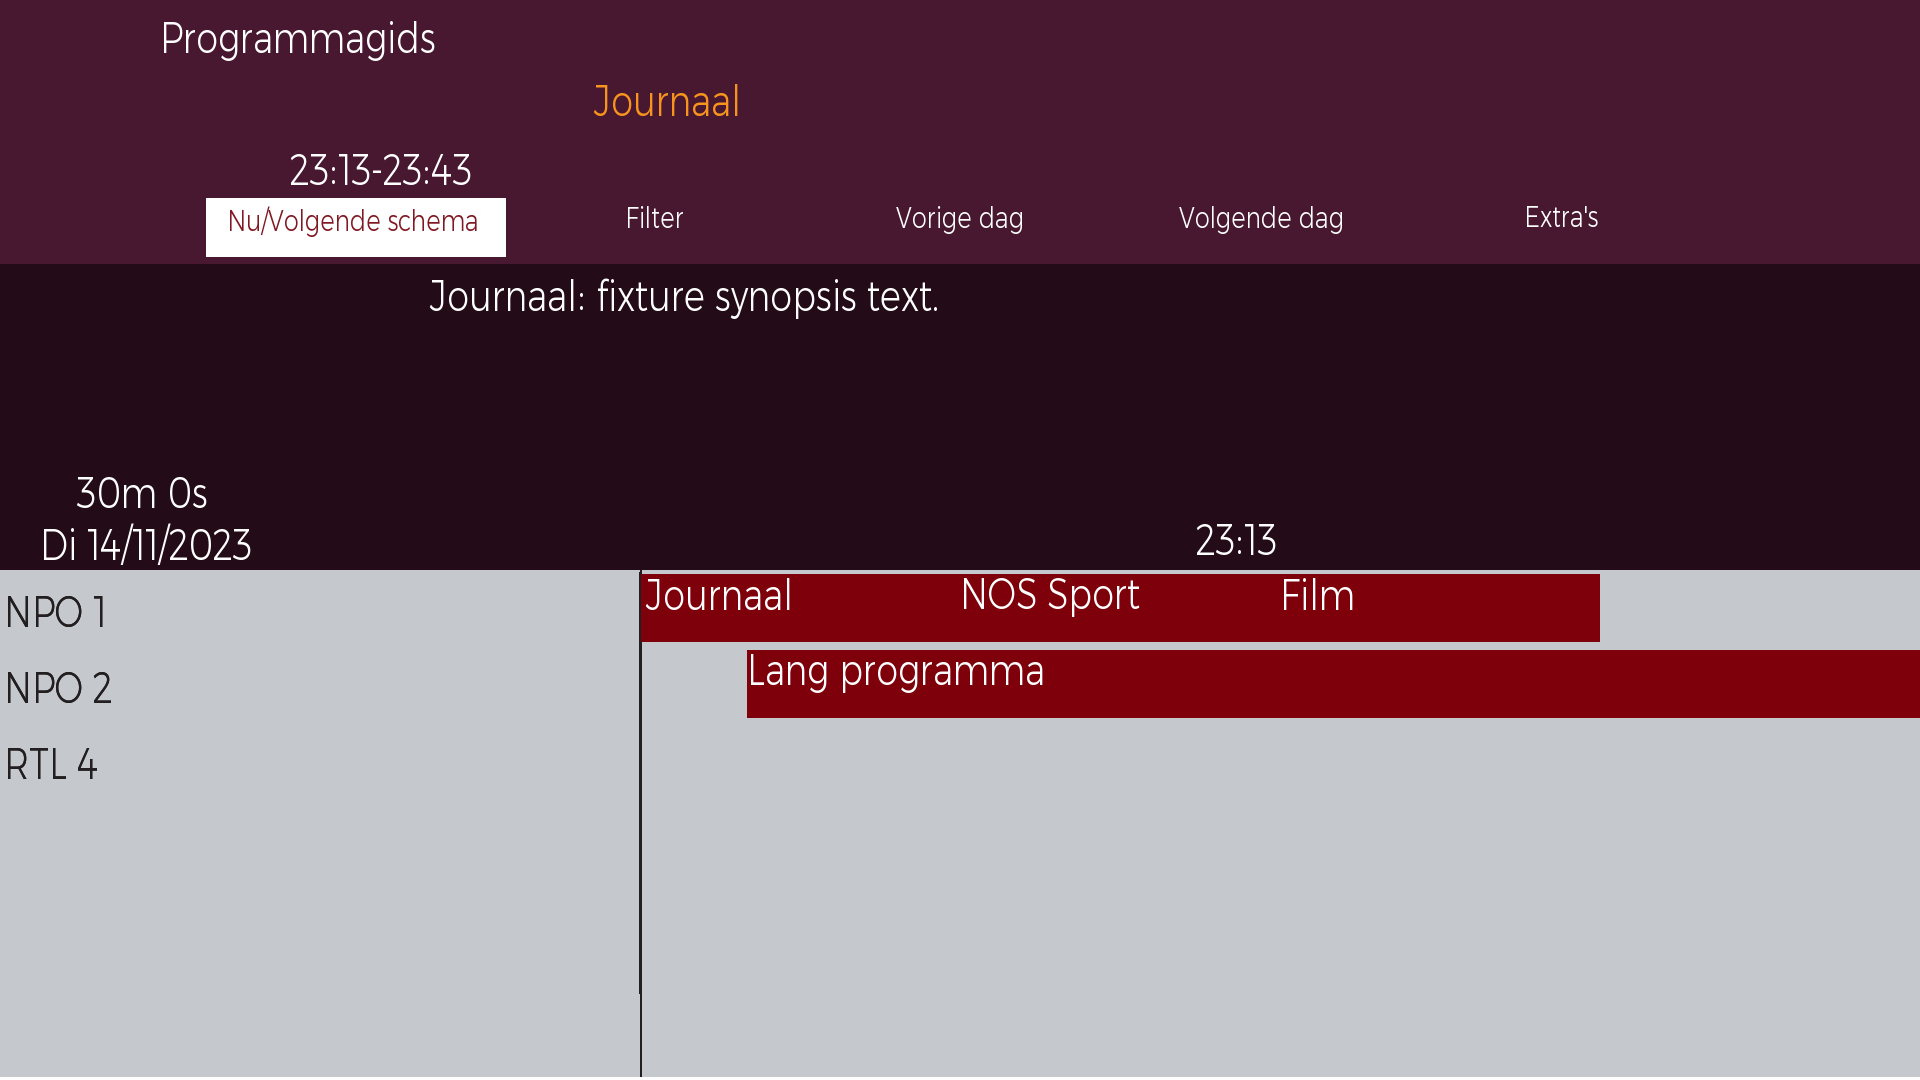 Programmagids
Journaal
23:13-23:43
Nu/Volgende schema
Filter
Vorige dag
Volgende dag
Extra's
Journaal: fixture synopsis text.
30m 0s
Di 14/11/2023
23:13
NPO 1
Journaal
NOS Sport
Film
NPO 2
Lang programma
RTL 4